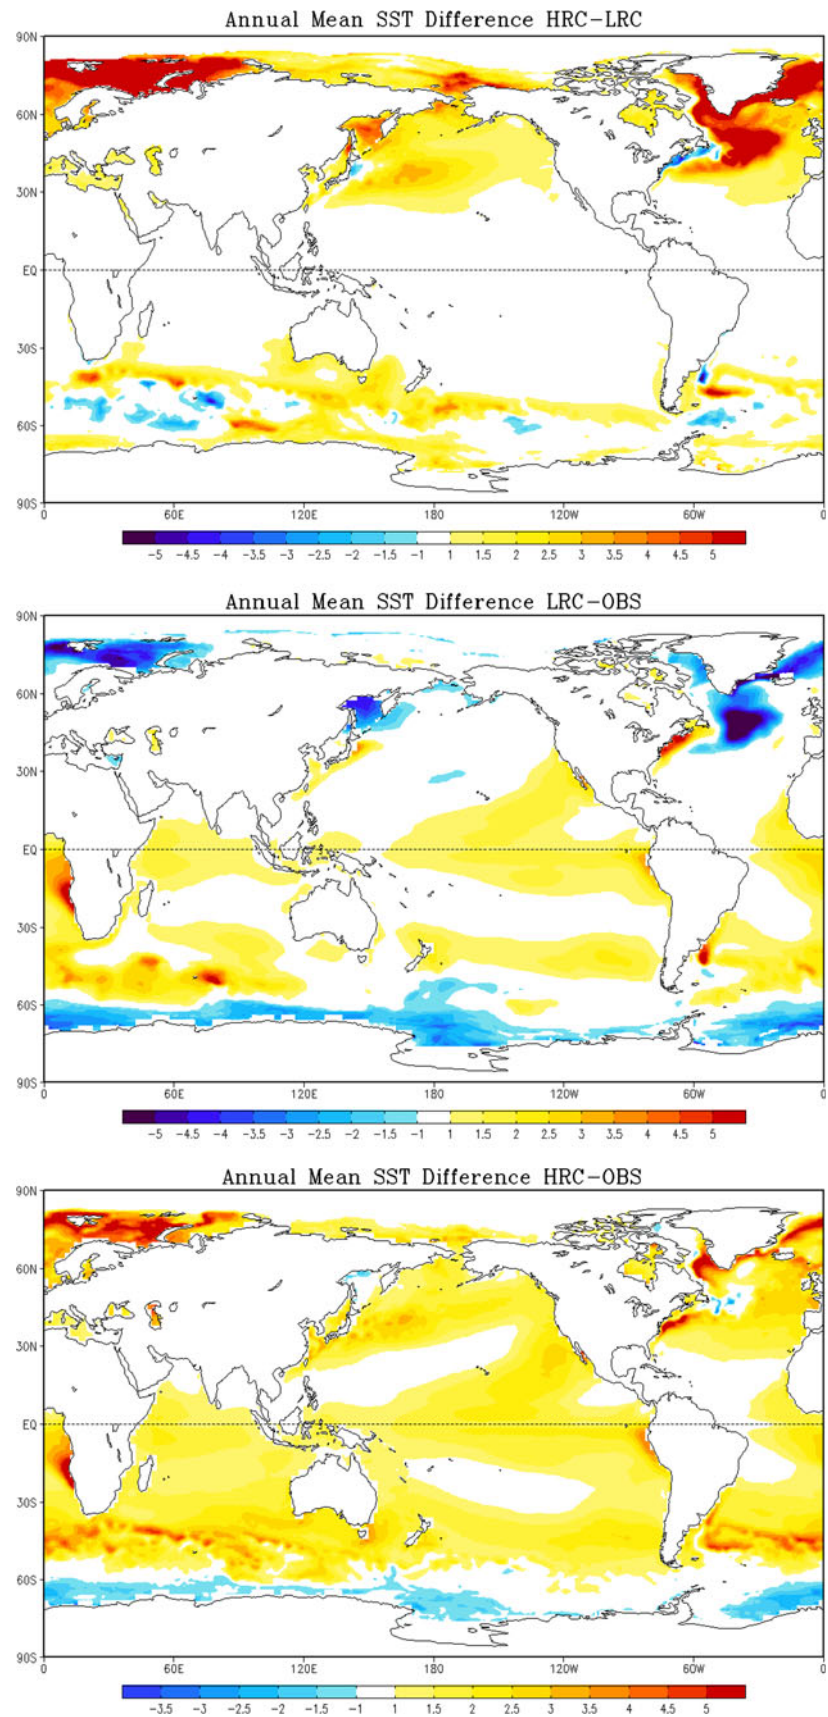 Annual Mean SST Difference HRC-LRC
90N
60N
30N
EQ
30S
60S
90S
0 60E 120E 180 120W 60W 0
-5 -4.5 -4 -3.5 -3 -2.5 -2 -1.5 -1 1 1.5 2 2.5 3 3.5 4 4.5 5
Annual Mean SST Difference LRC-OBS
90N
60N
30N
EQ
30S
60S
90S
0 60E 120E 180 120W 60W 0
-5 -4.5 -4 -3.5 -3 -2.5 -2 -1.5 -1 1 1.5 2 2.5 3 3.5 4 4.5 5
Annual Mean SST Difference HRC-OBS
90N
60N
30N
EQ
30S
60S
90S
0 60E 120E 180 120W 60W 0
-3.5 -3 -2.5 -2 -1.5 -1 1 1.5 2 2.5 3 3.5 4 4.5 5